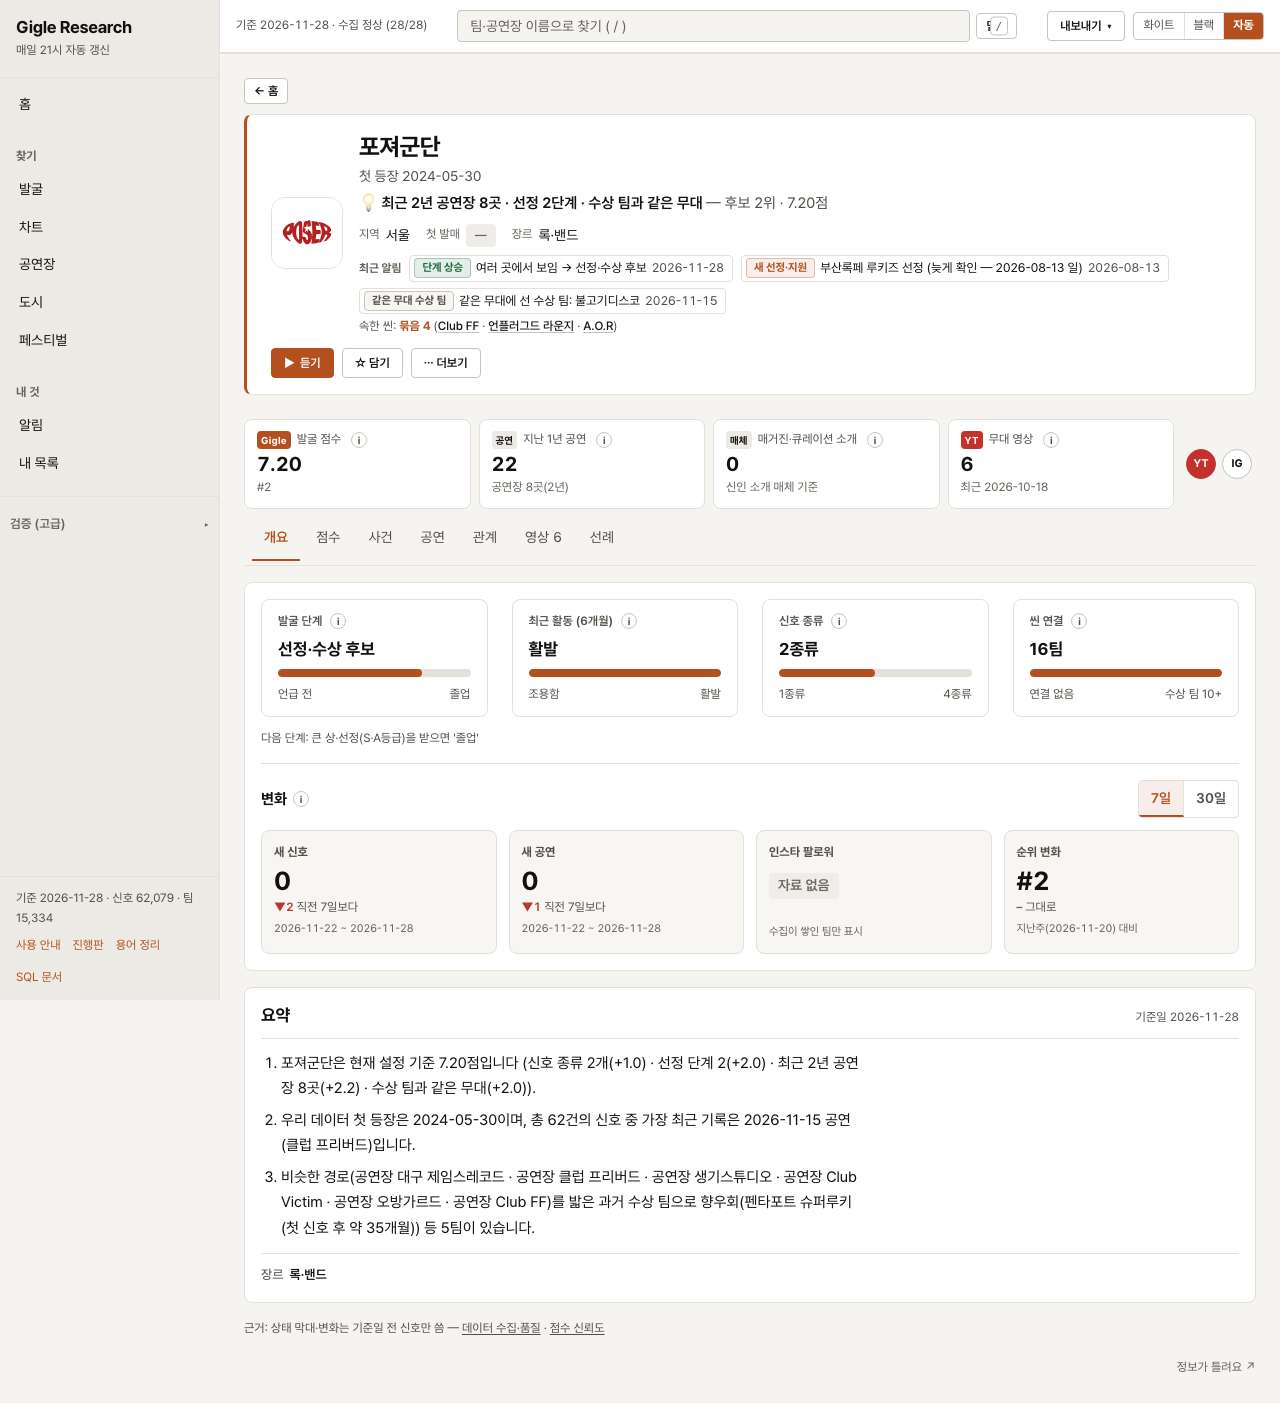 Gigle Research
매일 21시 자동 갱신
홈
찾기
발굴
차트
공연장
도시
페스티벌
내 것
알림
내 목록
검증 (고급)
기준 2026-11-28 · 신호 62,079 · 팀
15,334
사용 안내 진행판 용어 정리
SQL 문서
기준 2026-11-28 · 수집 정상 (28/28)
팀·공연장 이름으로 찾기 ( / )
/
내보내기 ▾
화이트 블랙 자동
← 홈
POSER
포져군단
첫 등장 2024-05-30
💡 최근 2년 공연장 8곳 · 선정 2단계 · 수상 팀과 같은 무대 — 후보 2위 · 7.20점
지역 서울 첫 발매 — 장르 록·밴드
최근 알림 단계 상승 여러 곳에서 보임 → 선정·수상 후보 2026-11-28 새 선정·지원 부산록페 루키즈 선정 (늦게 확인 — 2026-08-13 일) 2026-08-13
같은 무대 수상 팀 같은 무대에 선 수상 팀: 불고기디스코 2026-11-15
속한 씬: 묶음 4 (Club FF · 언플러그드 라운지 · A.O.R)
▶ 듣기 ☆ 담기 ··· 더보기
Gigle 발굴 점수 i
7.20
#2
공연 지난 1년 공연 i
22
공연장 8곳(2년)
매체 매거진·큐레이션 소개 i
0
신인 소개 매체 기준
YT 무대 영상 i
6
최근 2026-10-18
YT IG
개요 점수 사건 공연 관계 영상 6 선례
발굴 단계 i
선정·수상 후보
언급 전 졸업
최근 활동 (6개월) i
활발
조용함 활발
신호 종류 i
2종류
1종류 4종류
씬 연결 i
16팀
연결 없음 수상 팀 10+
다음 단계: 큰 상·선정(S·A등급)을 받으면 '졸업'
변화 i
7일 30일
새 신호
0
▼2 직전 7일보다
2026-11-22 ~ 2026-11-28
새 공연
0
▼1 직전 7일보다
2026-11-22 ~ 2026-11-28
인스타 팔로워
자료 없음
수집이 쌓인 팀만 표시
순위 변화
#2
– 그대로
지난주(2026-11-20) 대비
요약
기준일 2026-11-28
1. 포져군단은 현재 설정 기준 7.20점입니다 (신호 종류 2개(+1.0) · 선정 단계 2(+2.0) · 최근 2년 공연
장 8곳(+2.2) · 수상 팀과 같은 무대(+2.0)).
2. 우리 데이터 첫 등장은 2024-05-30이며, 총 62건의 신호 중 가장 최근 기록은 2026-11-15 공연
(클럽 프리버드)입니다.
3. 비슷한 경로(공연장 대구 제임스레코드 · 공연장 클럽 프리버드 · 공연장 생기스튜디오 · 공연장 Club
Victim · 공연장 오방가르드 · 공연장 Club FF)를 밟은 과거 수상 팀으로 향우회(펜타포트 슈퍼루키
(첫 신호 후 약 35개월)) 등 5팀이 있습니다.
장르 록·밴드
근거: 상태 막대·변화는 기준일 전 신호만 씀 — 데이터 수집·품질 · 점수 신뢰도
정보가 틀려요 ↗